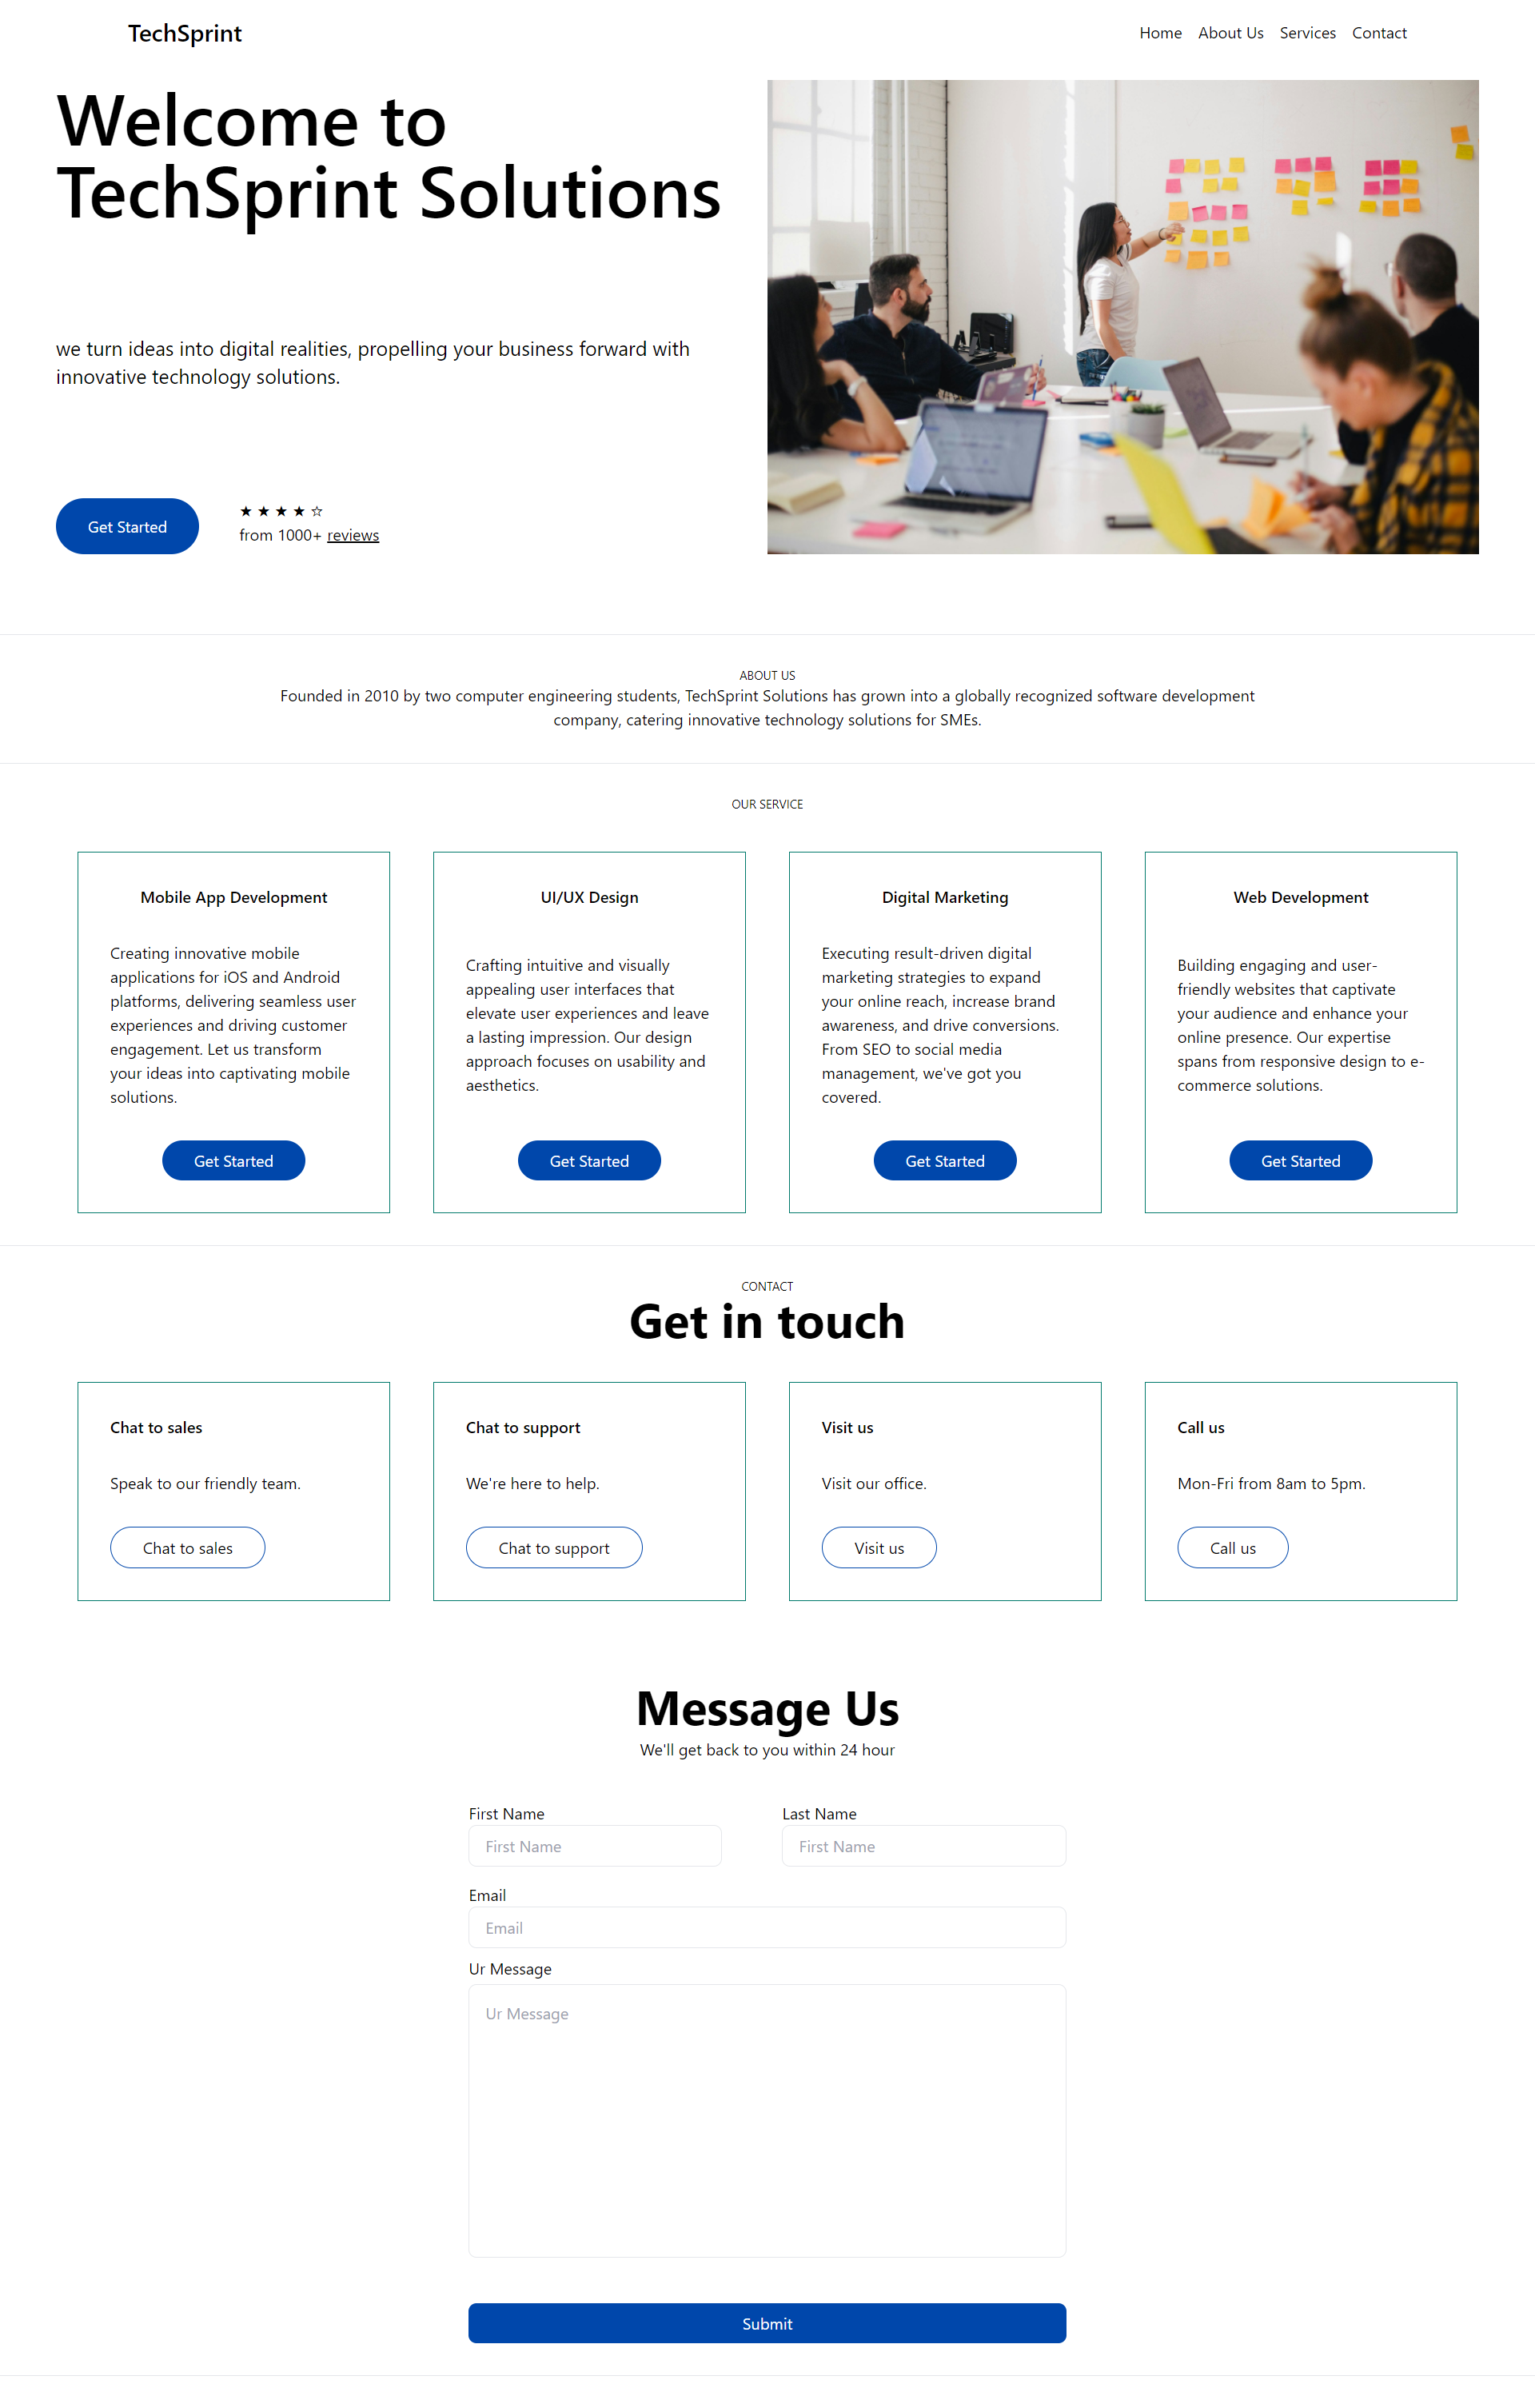 TechSprint
Home About Us Services Contact
Welcome to
TechSprint Solutions
we turn ideas into digital realities, propelling your business forward with
innovative technology solutions.
Get Started
★ ★ ★ ★ ☆
from 1000+ reviews
ABOUT US
Founded in 2010 by two computer engineering students, TechSprint Solutions has grown into a globally recognized software development
company, catering innovative technology solutions for SMEs.
OUR SERVICE
Mobile App Development
Creating innovative mobile
applications for iOS and Android
platforms, delivering seamless user
experiences and driving customer
engagement. Let us transform
your ideas into captivating mobile
solutions.
Get Started
UI/UX Design
Crafting intuitive and visually
appealing user interfaces that
elevate user experiences and leave
a lasting impression. Our design
approach focuses on usability and
aesthetics.
Get Started
Digital Marketing
Executing result-driven digital
marketing strategies to expand
your online reach, increase brand
awareness, and drive conversions.
From SEO to social media
management, we've got you
covered.
Get Started
Web Development
Building engaging and user-
friendly websites that captivate
your audience and enhance your
online presence. Our expertise
spans from responsive design to e-
commerce solutions.
Get Started
CONTACT
Get in touch
Chat to sales
Speak to our friendly team.
Chat to sales
Chat to support
We're here to help.
Chat to support
Visit us
Visit our office.
Visit us
Call us
Mon-Fri from 8am to 5pm.
Call us
Message Us
We'll get back to you within 24 hour
First Name
First Name
Last Name
First Name
Email
Email
Ur Message
Ur Message
Submit